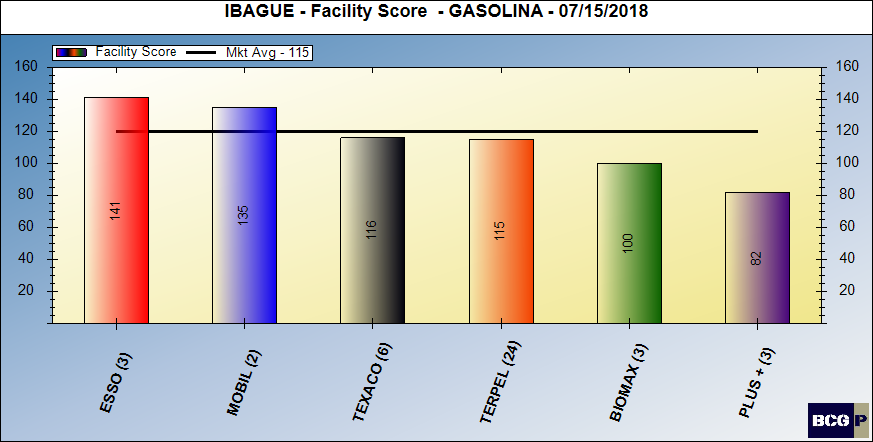 IBAGUE - Facility Score - GASOLINA - 07/15/2018
Facility Score Mkt Avg - 115
160 160
140 140
120 120
100 100
80 80
60 60
40 40
20 20
141 135 116 115 100 82
ESSO (3) MOBIL (2) TEXACO (6) TERPEL (24) BIOMAX (3) PLUS + (3)
BCG P